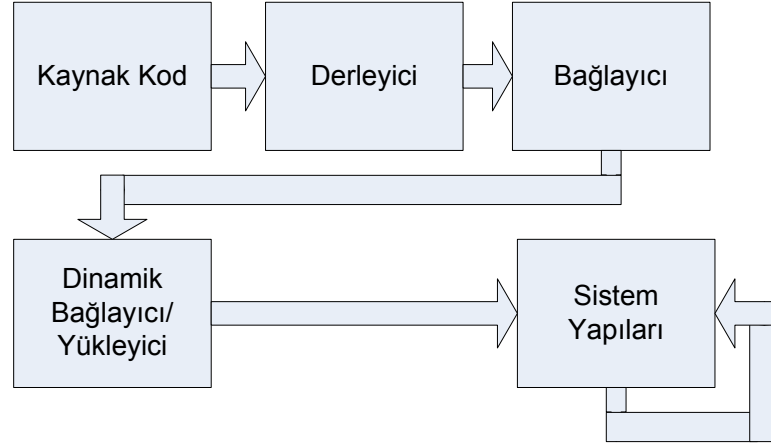 Kaynak Kod
Derleyici
Bağlayıcı
Dinamik
Bağlayıcı/
Yükleyici
Sistem
Yapıları